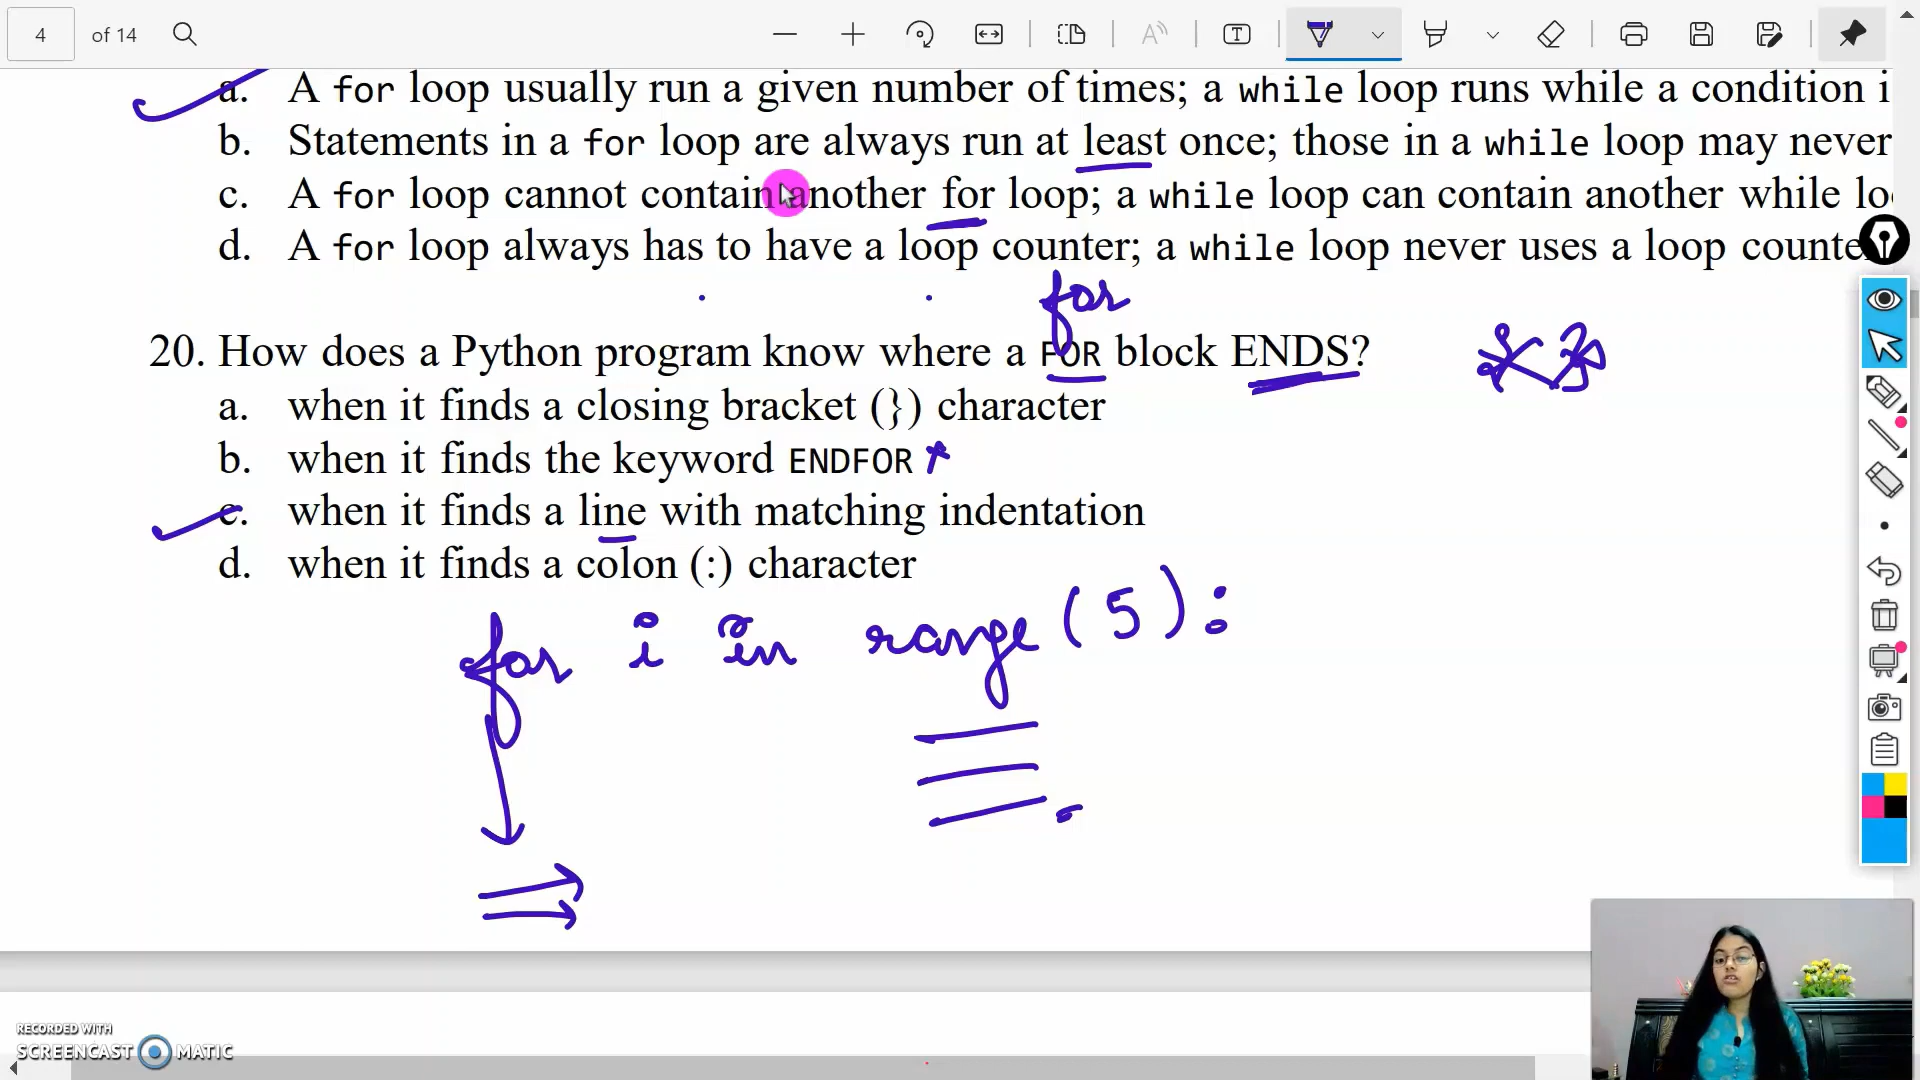 4 of 14
a. A for loop usually run a given number of times; a while loop runs while a condition i
b. Statements in a for loop are always run at least once; those in a while loop may never
c. A for loop cannot contain another for loop; a while loop can contain another while lo
d. A for loop always has to have a loop counter; a while loop never uses a loop counte
for
20. How does a Python program know where a FOR block ENDS?
a. when it finds a closing bracket (}) character
b. when it finds the keyword ENDFOR
c. when it finds a line with matching indentation
d. when it finds a colon (:) character
for i in range (5):
RECORDED WITH
SCREENCAST MATIC